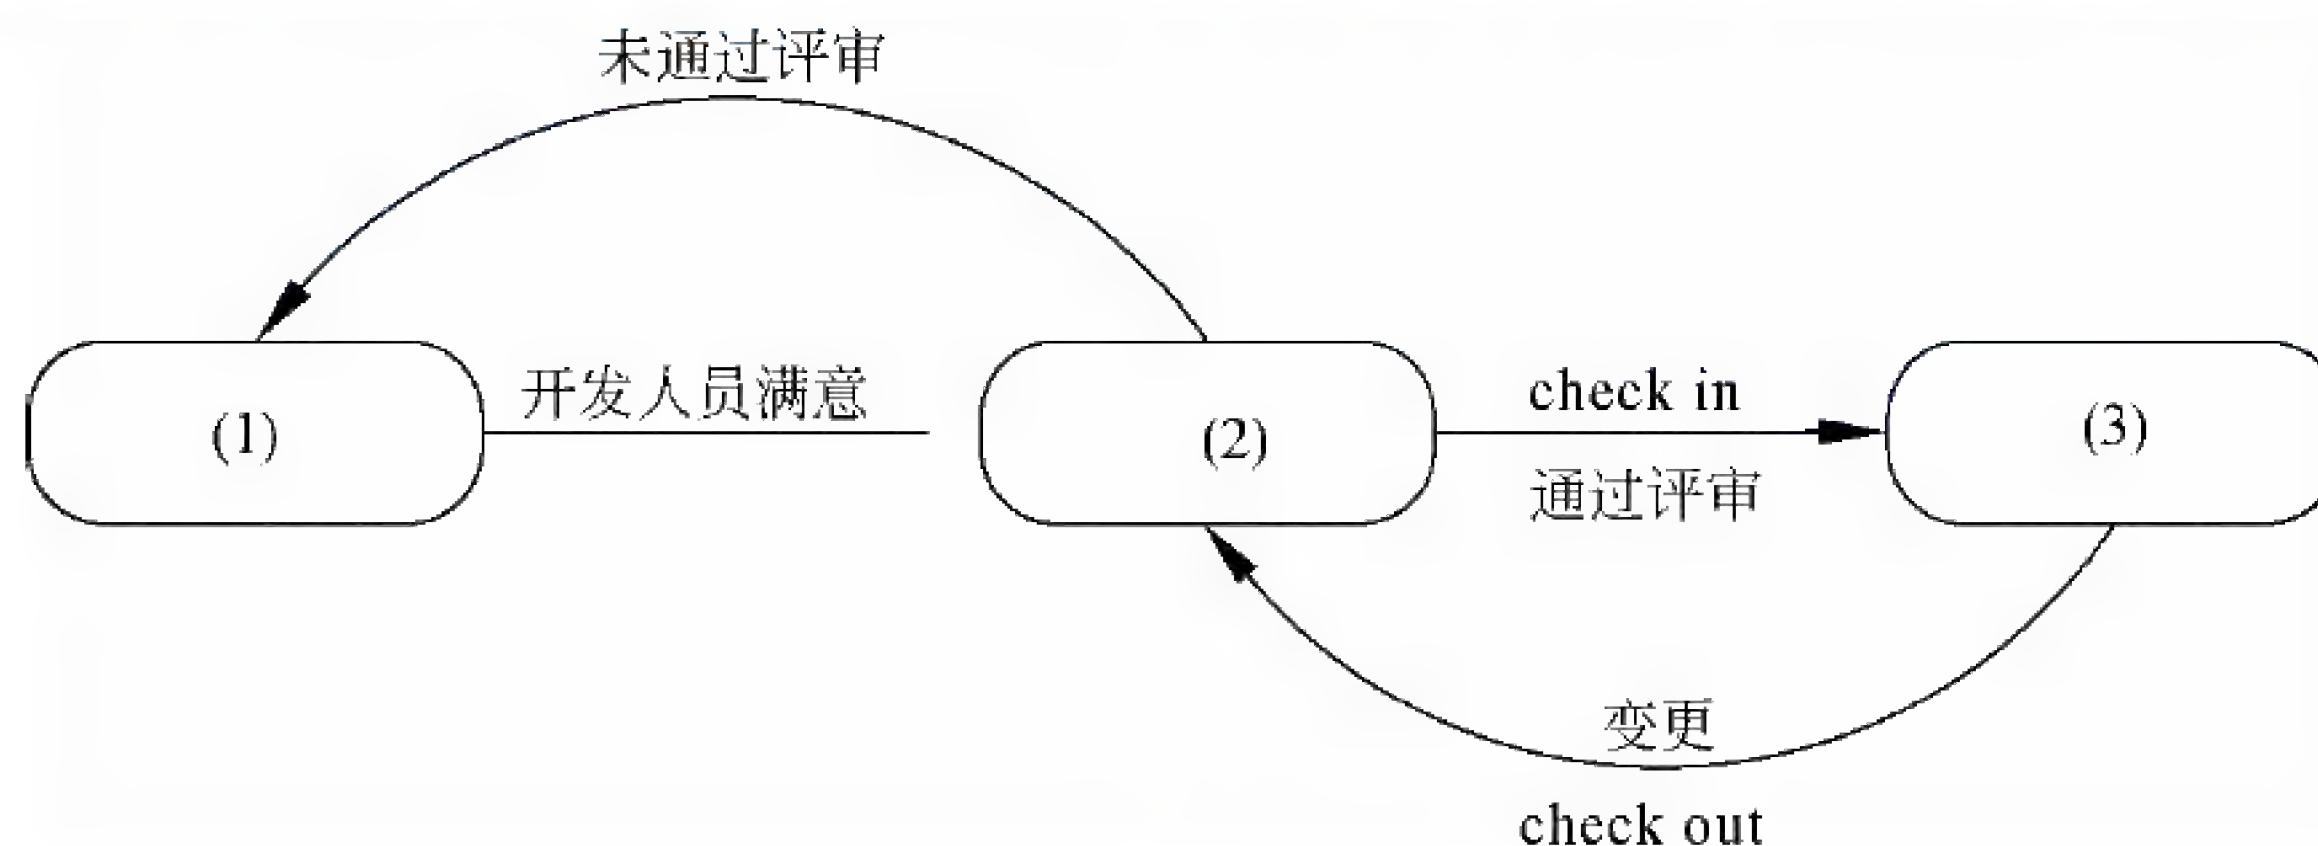 未通过评审
开发人员满意
check in
(1)
(2)
(3)
通过评审
变更
check out